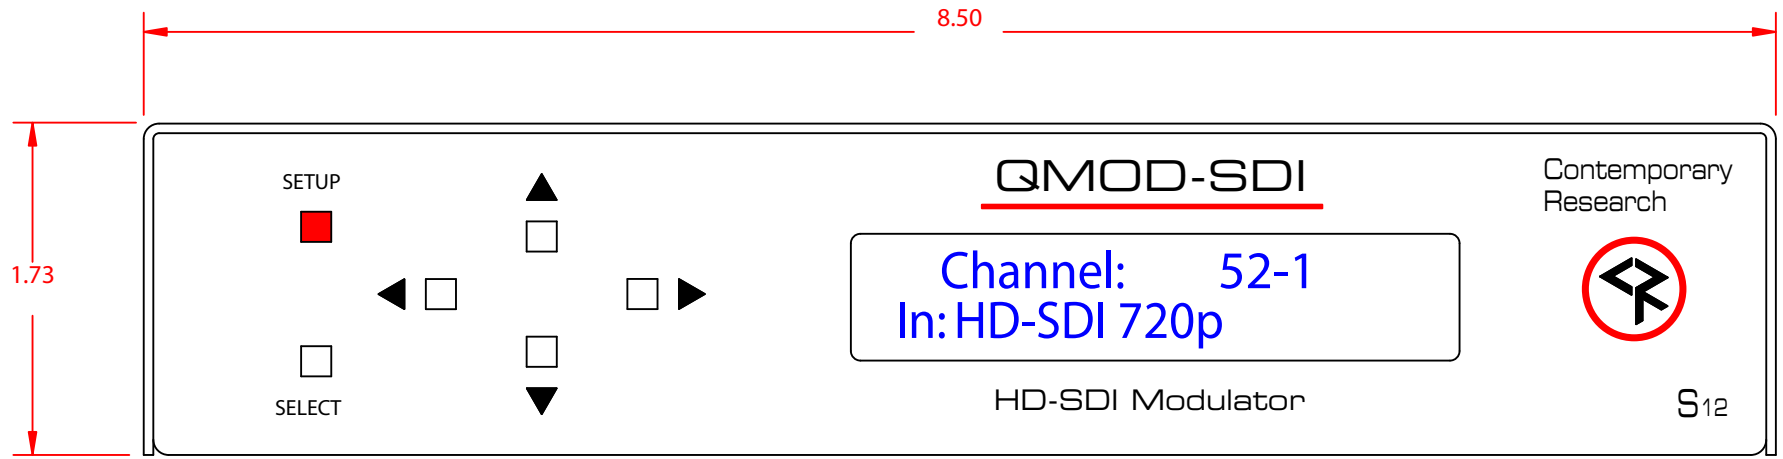 8.50
1.73
SETUP
SELECT
QMOD-SDI
Channel: 52-1
In: HD-SDI 720p
HD-SDI Modulator
Contemporary
Research
S12